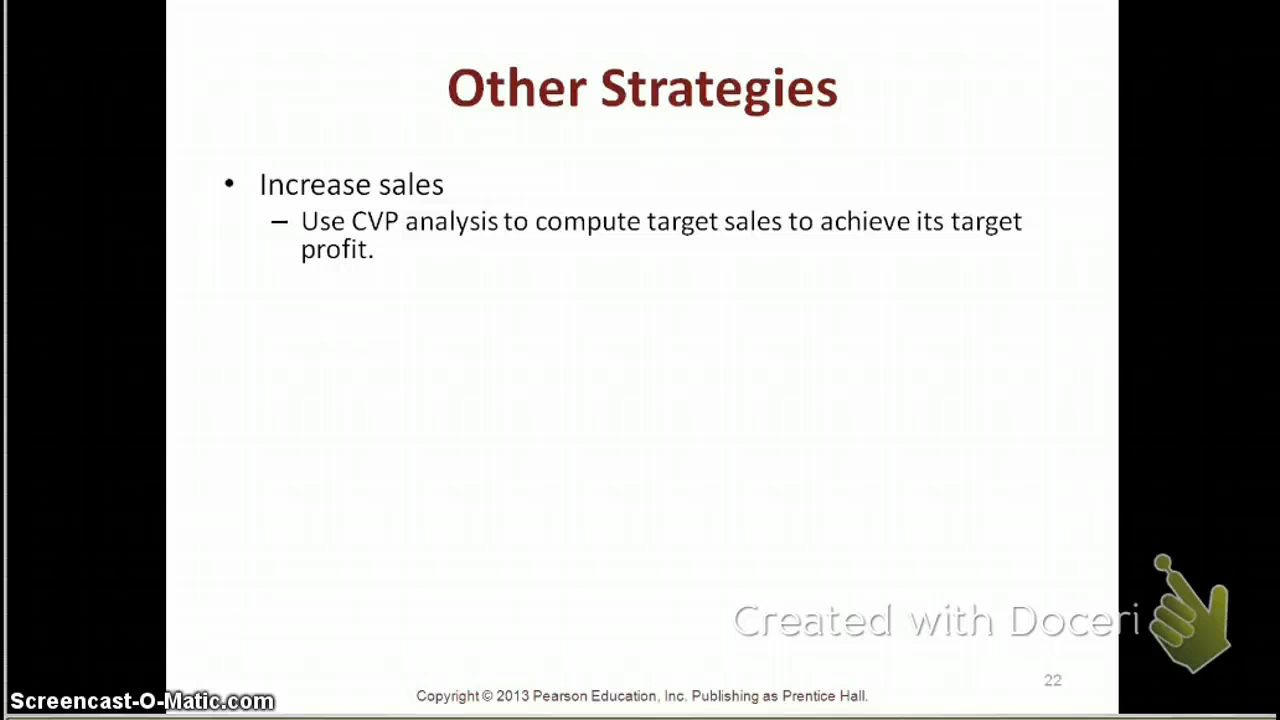 Other Strategies
• Increase sales
– Use CVP analysis to compute target sales to achieve its target
profit.
Created with Doceri
22
Copyright © 2013 Pearson Education, Inc. Publishing as Prentice Hall.
Screencast-O-Matic.com